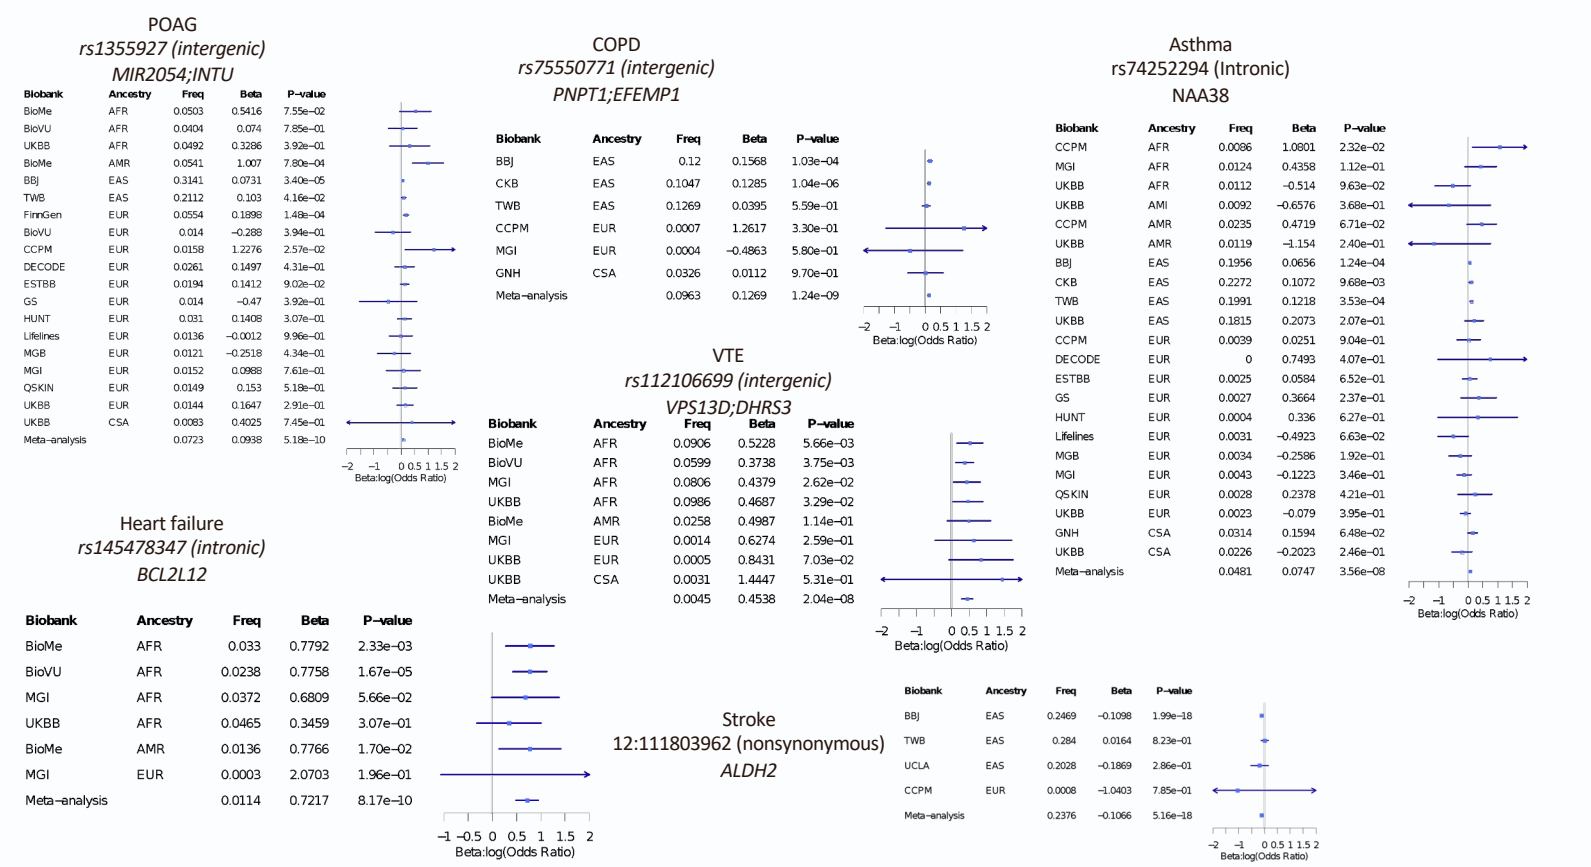 POAG
rs1355927 (intergenic)
MIR2054;INTU
Biobank Ancestry Freq Beta P−value
BioMe AFR 0.0503 0.5416 7.55e−02
BioVU AFR 0.0404 0.074 7.85e−01
UKBB AFR 0.0492 0.3286 3.92e−01
BioMe AMR 0.0541 1.007 7.80e−04
BBJ EAS 0.3141 0.0731 3.40e−05
TWB EAS 0.2112 0.103 4.16e−02
FinnGen EUR 0.0554 0.1898 1.48e−04
BioVU EUR 0.014 −0.288 3.94e−01
CCPM EUR 0.0158 1.2276 2.57e−02
DECODE EUR 0.0261 0.1497 4.31e−01
ESTBB EUR 0.0194 0.1412 9.02e−02
GS EUR 0.014 −0.47 3.92e−01
HUNT EUR 0.031 0.1408 3.07e−01
Lifelines EUR 0.0136 −0.0012 9.96e−01
MGB EUR 0.0121 −0.2518 4.34e−01
MGI EUR 0.0152 0.0988 7.61e−01
QSKIN EUR 0.0149 0.153 5.18e−01
UKBB EUR 0.0144 0.1647 2.91e−01
UKBB CSA 0.0083 0.4025 7.45e−01
Meta−analysis 0.0723 0.0938 5.18e−10
−2 −1 0 0.5 1 1.5 2
Beta:log(Odds Ratio)
COPD
rs75550771 (intergenic)
PNPT1;EFEMP1
Biobank Ancestry Freq Beta P−value
BBJ EAS 0.12 0.1568 1.03e−04
CKB EAS 0.1047 0.1285 1.04e−06
TWB EAS 0.1269 0.0395 5.59e−01
CCPM EUR 0.0007 1.2617 3.30e−01
MGI EUR 0.0004 −0.4863 5.80e−01
GNH CSA 0.0326 0.0112 9.70e−01
Meta−analysis 0.0963 0.1269 1.24e−09
−2 −1 0 0.5 1 1.5 2
Beta:log(Odds Ratio)
Asthma
rs74252294 (Intronic)
NAA38
Biobank Ancestry Freq Beta P−value
CCPM AFR 0.0086 1.0801 2.32e−02
MGI AFR 0.0124 0.4358 1.12e−01
UKBB AFR 0.0112 −0.514 9.63e−02
UKBB AMI 0.0092 −0.6576 3.68e−01
CCPM AMR 0.0235 0.4719 6.71e−02
UKBB AMR 0.0119 −1.154 2.40e−01
BBJ EAS 0.1956 0.0656 1.24e−04
CKB EAS 0.2272 0.1072 9.68e−03
TWB EAS 0.1991 0.1218 3.53e−04
UKBB EAS 0.1815 0.2073 2.07e−01
CCPM EUR 0.0039 0.0251 9.04e−01
DECODE EUR 0 0.7493 4.07e−01
ESTBB EUR 0.0025 0.0584 6.52e−01
GS EUR 0.0027 0.3664 2.37e−01
HUNT EUR 0.0004 0.336 6.27e−01
Lifelines EUR 0.0031 −0.4923 6.63e−02
MGB EUR 0.0034 −0.2586 1.92e−01
MGI EUR 0.0043 −0.1223 3.46e−01
QSKIN EUR 0.0028 0.2378 4.21e−01
UKBB EUR 0.0023 −0.079 3.95e−01
GNH CSA 0.0314 0.1594 6.48e−02
UKBB CSA 0.0226 −0.2023 2.46e−01
Meta−analysis 0.0481 0.0747 3.56e−08
−2 −1 0 0.5 1 1.5 2
Beta:log(Odds Ratio)
VTE
rs112106699 (intergenic)
VPS13D;DHRS3
Biobank Ancestry Freq Beta P−value
BioMe AFR 0.0906 0.5228 5.66e−03
BioVU AFR 0.0599 0.3738 3.75e−03
MGI AFR 0.0806 0.4379 2.62e−02
UKBB AFR 0.0986 0.4687 3.29e−02
BioMe AMR 0.0258 0.4987 1.14e−01
MGI EUR 0.0014 0.6274 2.59e−01
UKBB EUR 0.0005 0.8431 7.03e−02
UKBB CSA 0.0031 1.4447 5.31e−01
Meta−analysis 0.0045 0.4538 2.04e−08
−2 −1 0 0.5 1 1.5 2
Beta:log(Odds Ratio)
Heart failure
rs145478347 (intronic)
BCL2L12
Biobank Ancestry Freq Beta P−value
BioMe AFR 0.033 0.7792 2.33e−03
BioVU AFR 0.0238 0.7758 1.67e−05
MGI AFR 0.0372 0.6809 5.66e−02
UKBB AFR 0.0465 0.3459 3.07e−01
BioMe AMR 0.0136 0.7766 1.70e−02
MGI EUR 0.0003 2.0703 1.96e−01
Meta−analysis 0.0114 0.7217 8.17e−10
−1 −0.5 0 0.5 1 1.5 2
Beta:log(Odds Ratio)
Stroke
12:111803962 (nonsynonymous)
ALDH2
Biobank Ancestry Freq Beta P−value
BBJ EAS 0.2469 −0.1098 1.99e−18
TWB EAS 0.284 0.0164 8.23e−01
UCLA EAS 0.2028 −0.1869 2.86e−01
CCPM EUR 0.0008 −1.0403 7.85e−01
Meta−analysis 0.2376 −0.1066 5.16e−18
−2 −1 0 0.5 1 1.5 2
Beta:log(Odds Ratio)